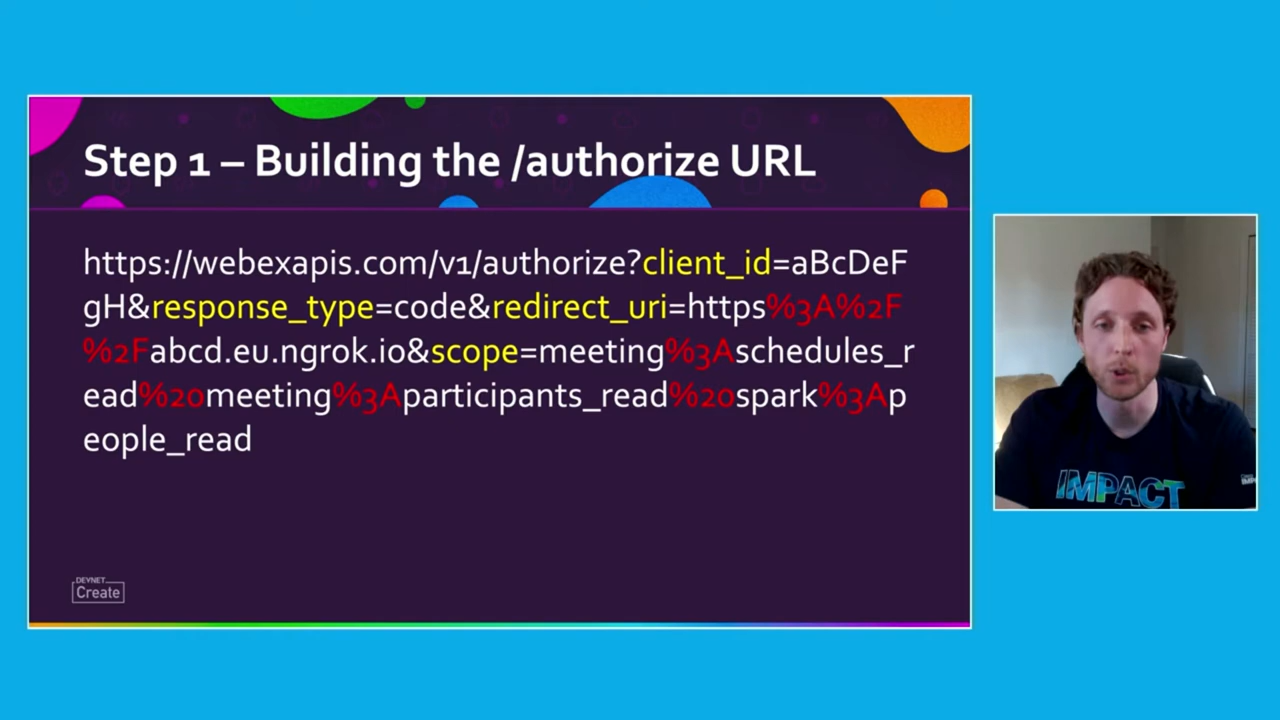 Step 1 – Building the /authorize URL
https://webexapis.com/v1/authorize?client_id=aBcDeF
gH&response_type=code&redirect_uri=https%3A%2F
%2Fabcd.eu.ngrok.io&scope=meeting%3Aschedules_r
ead%20meeting%3Aparticipants_read%20spark%3Ap
eople_read
DEVNET
Create
IMPACT